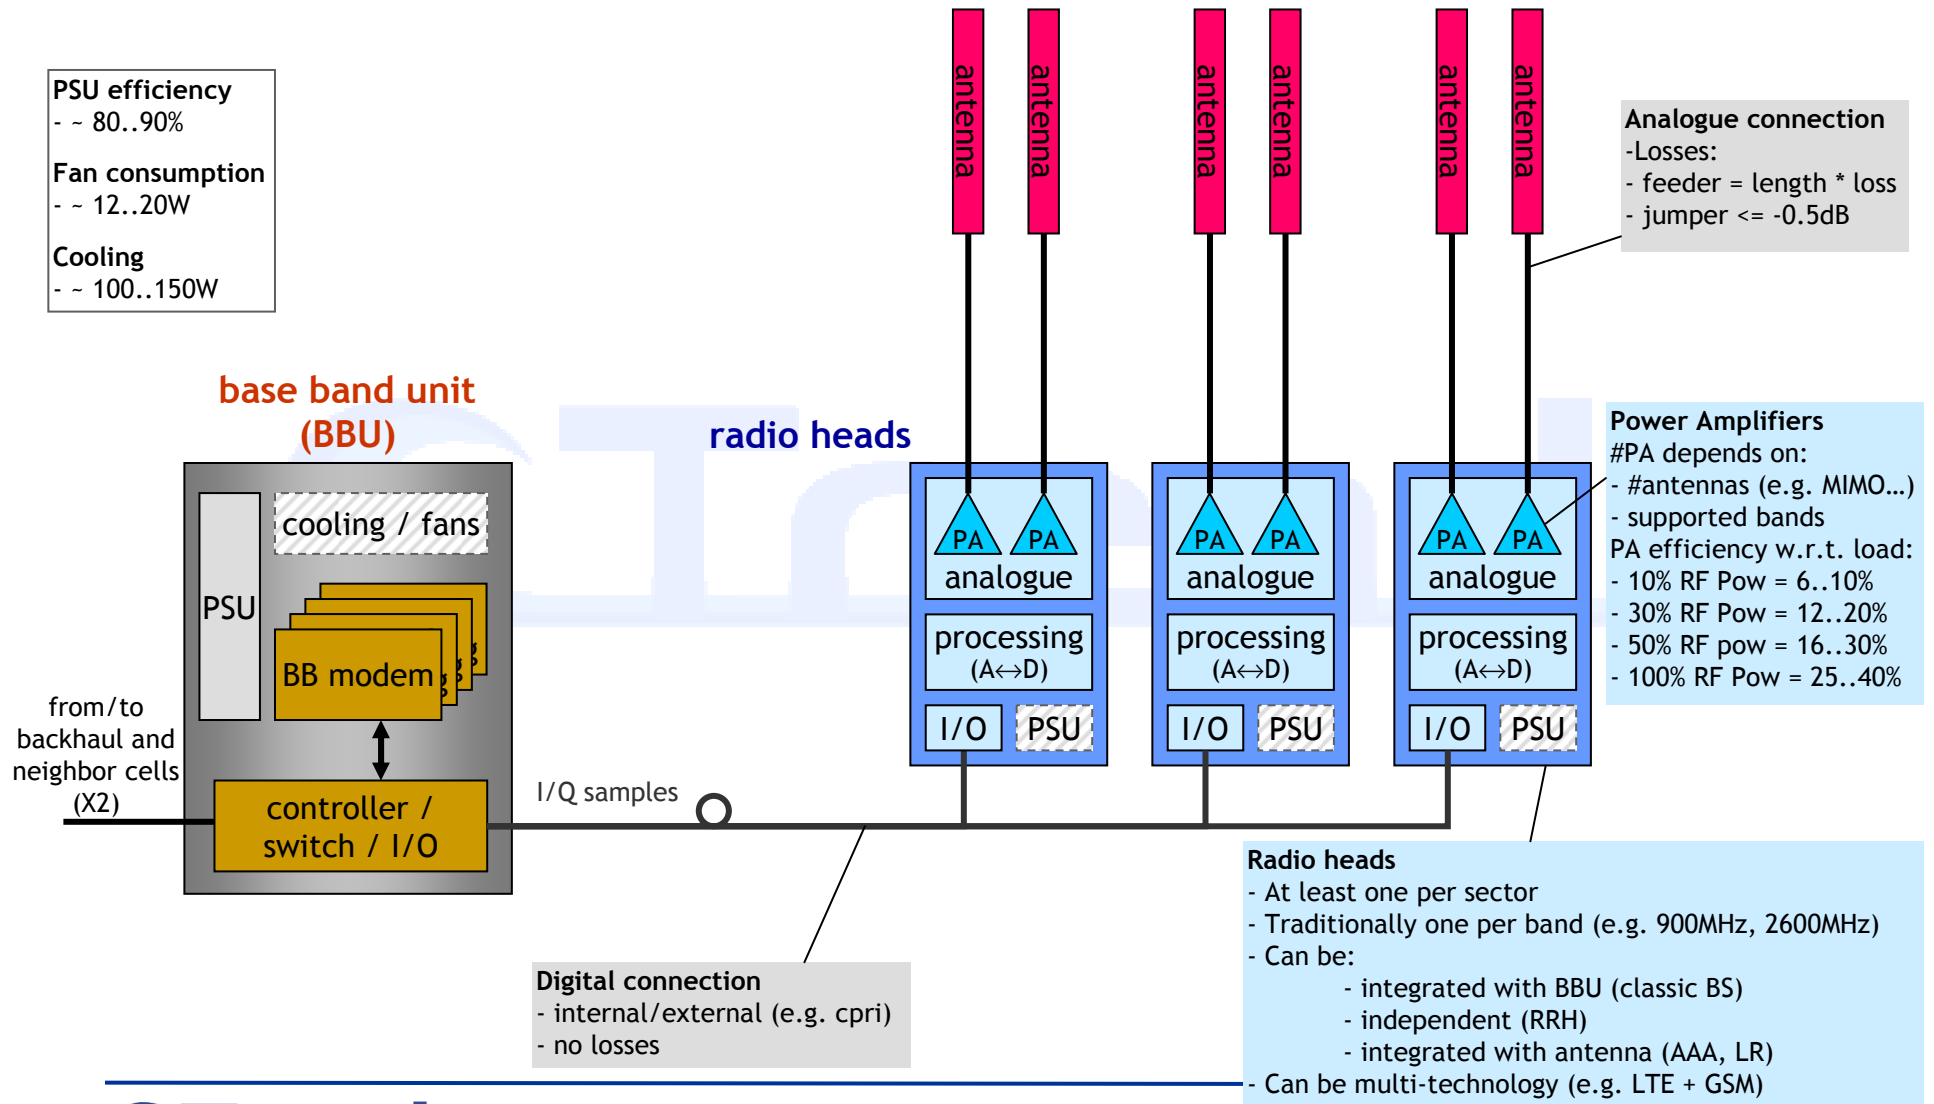 PSU efficiency
- ~ 80..90%
Fan consumption
- ~ 12..20W
Cooling
- ~ 100..150W
antenna
antenna
antenna
antenna
antenna
antenna
Analogue connection
-Losses:
- feeder = length * loss
- jumper <= -0.5dB
base band unit
(BBU)
radio heads
PSU
cooling / fans
BB modem
controller /
switch / I/O
from/to
backhaul and
neighbor cells
(X2)
I/Q samples
PA
PA
analogue
processing
(A↔D)
I/O
PSU
PA
PA
analogue
processing
(A↔D)
I/O
PSU
PA
PA
analogue
processing
(A↔D)
I/O
PSU
Power Amplifiers
#PA depends on:
- #antennas (e.g. MIMO…)
- supported bands
PA efficiency w.r.t. load:
- 10% RF Pow = 6..10%
- 30% RF Pow = 12..20%
- 50% RF pow = 16..30%
- 100% RF Pow = 25..40%
Digital connection
- internal/external (e.g. cpri)
- no losses
Radio heads
- At least one per sector
- Traditionally one per band (e.g. 900MHz, 2600MHz)
- Can be:
- integrated with BBU (classic BS)
- independent (RRH)
- integrated with antenna (AAA, LR)
- Can be multi-technology (e.g. LTE + GSM)